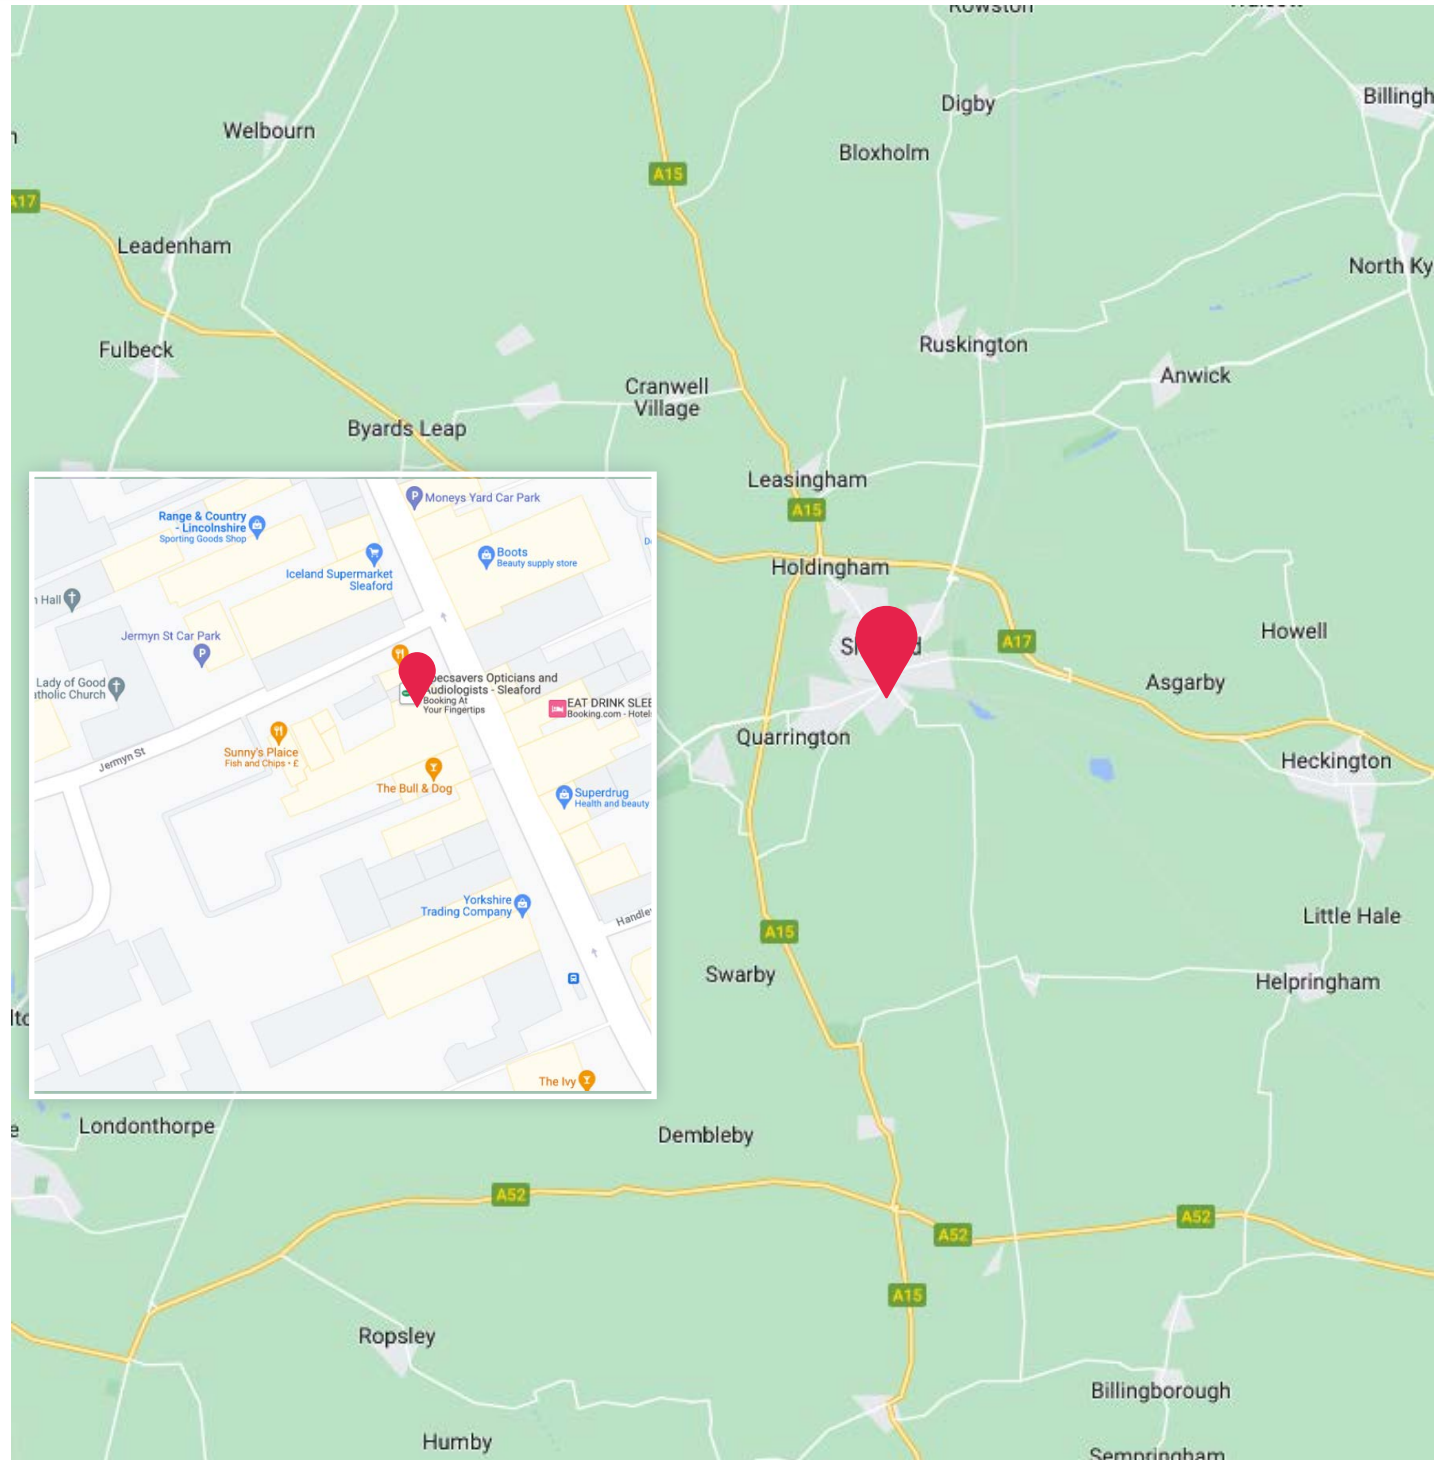 Rowston
Digby
Billingh
Welbourn
Bloxholm
A15
A17
Leadenham
North Ky
Fulbeck
Ruskington
Anwick
Cranwell
Village
Byards Leap
Leasingham
A15
Holdingham
Howell
A17
Asgarby
Quarrington
Heckington
Little Hale
A15
Swarby
Helpringham
Londonthorpe
Dembleby
A52
A52
A52
A15
Ropsley
Billingborough
Humby
Sempringham
Moneys Yard Car Park
Range & Country
- Lincolnshire
Sporting Goods Shop
Boots
Beauty supply store
Iceland Supermarket
Sleaford
Hall
Jermyn St Car Park
Lady of Good
atholic Church
pecsavers Opticians and
Audiologists - Sleaford
Booking At
Your Fingertips
EAT DRINK SLEE
Booking.com - Hotel
Sunny's Plaice
Fish and Chips • £
Jermyn St
The Bull & Dog
Superdrug
Health and beauty
Yorkshire
Trading Company
Handley
The Ivy